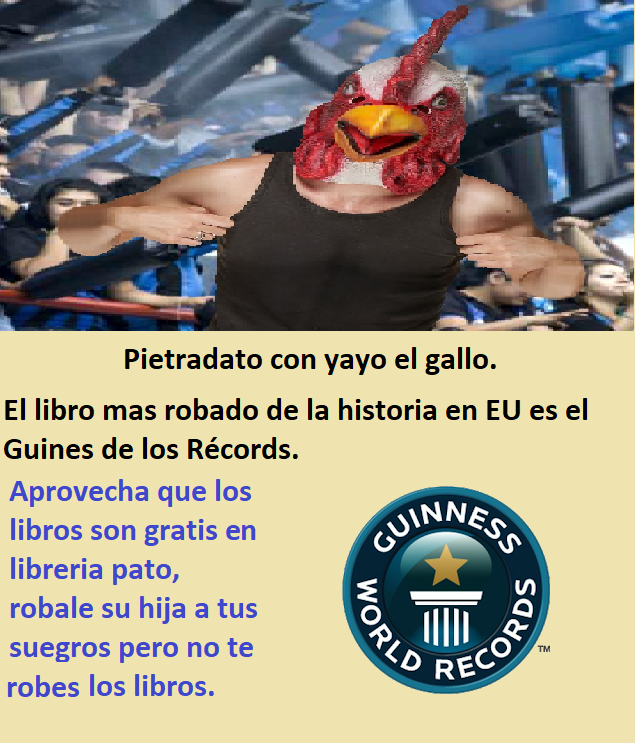 Pietradato con yayo el gallo.
El libro mas robado de la historia en EU es el
Guines de los Récords.
Aprovecha que los
libros son gratis en
libreria pato,
robale su hija a tus
suegros pero no te
robes los libros.
GUINNESS
WORLD RECORDS
TM